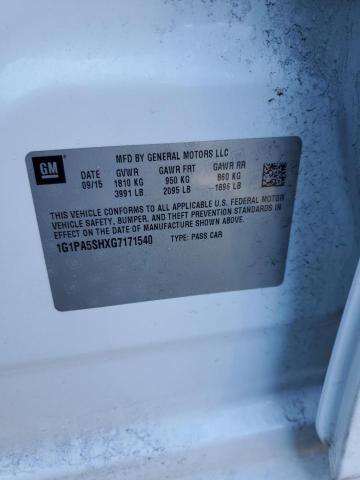 GM
MFD BY GENERAL MOTORS LLC
DATE GVWR GAWR FRT GAWR RR
09/15 1810 KG 950 KG 860 KG
3991 LB 2095 LB 1896 LB
THIS VEHICLE CONFORMS TO ALL APPLICABLE U.S. FEDERAL MOTOR
VEHICLE SAFETY, BUMPER, AND THEFT PREVENTION STANDARDS IN
EFFECT ON THE DATE OF MANUFACTURE SHOWN ABOVE.
1G1PA5SHXG7171540 TYPE: PASS CAR